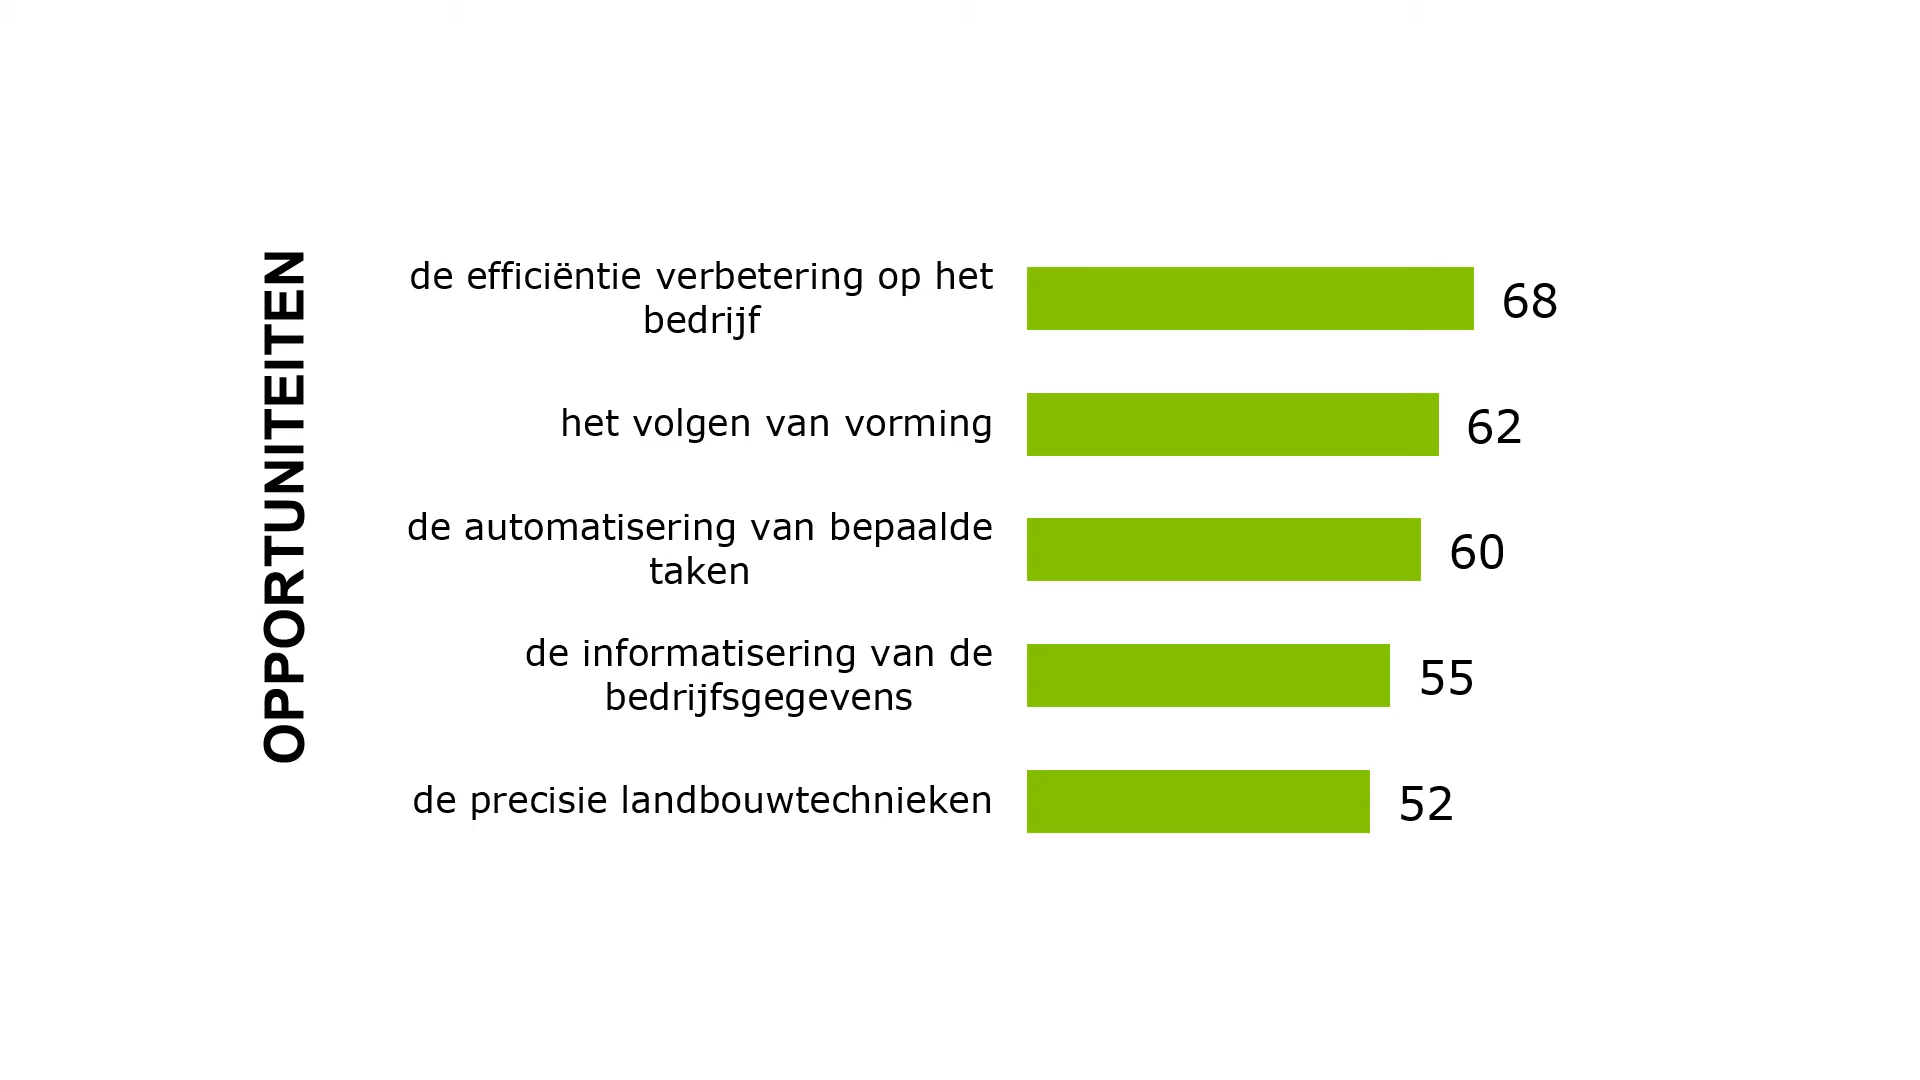 OPPORTUNITEITEN
de efficiëntie verbetering op het
bedrijf
68
het volgen van vorming
62
de automatisering van bepaalde
taken
60
de informatisering van de
bedrijfsgegevens
55
de precisie landbouwtechnieken
52